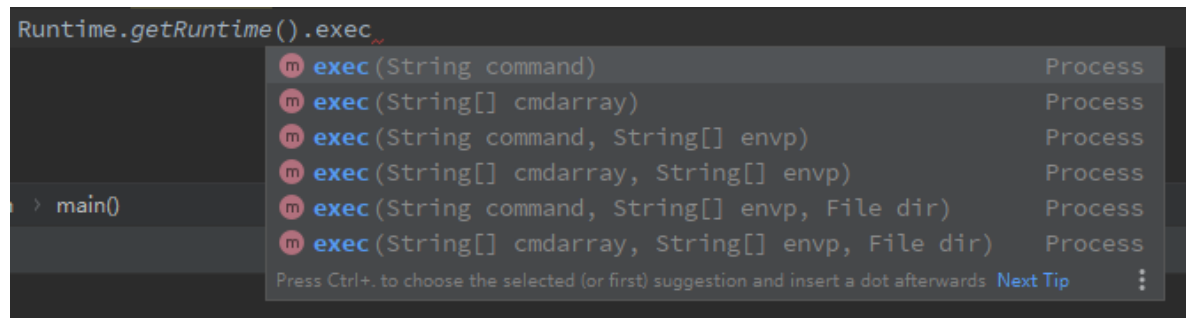 Runtime.getRuntime().exec
m exec(String command) Process
m exec(String[] cmdarray) Process
m exec(String command, String[] envp) Process
m exec(String[] cmdarray, String[] envp) Process
m exec(String command, String[] envp, File dir) Process
› main()
m exec(String[] cmdarray, String[] envp, File dir) Process
Press Ctrl+. to choose the selected (or first) suggestion and insert a dot afterwards Next Tip